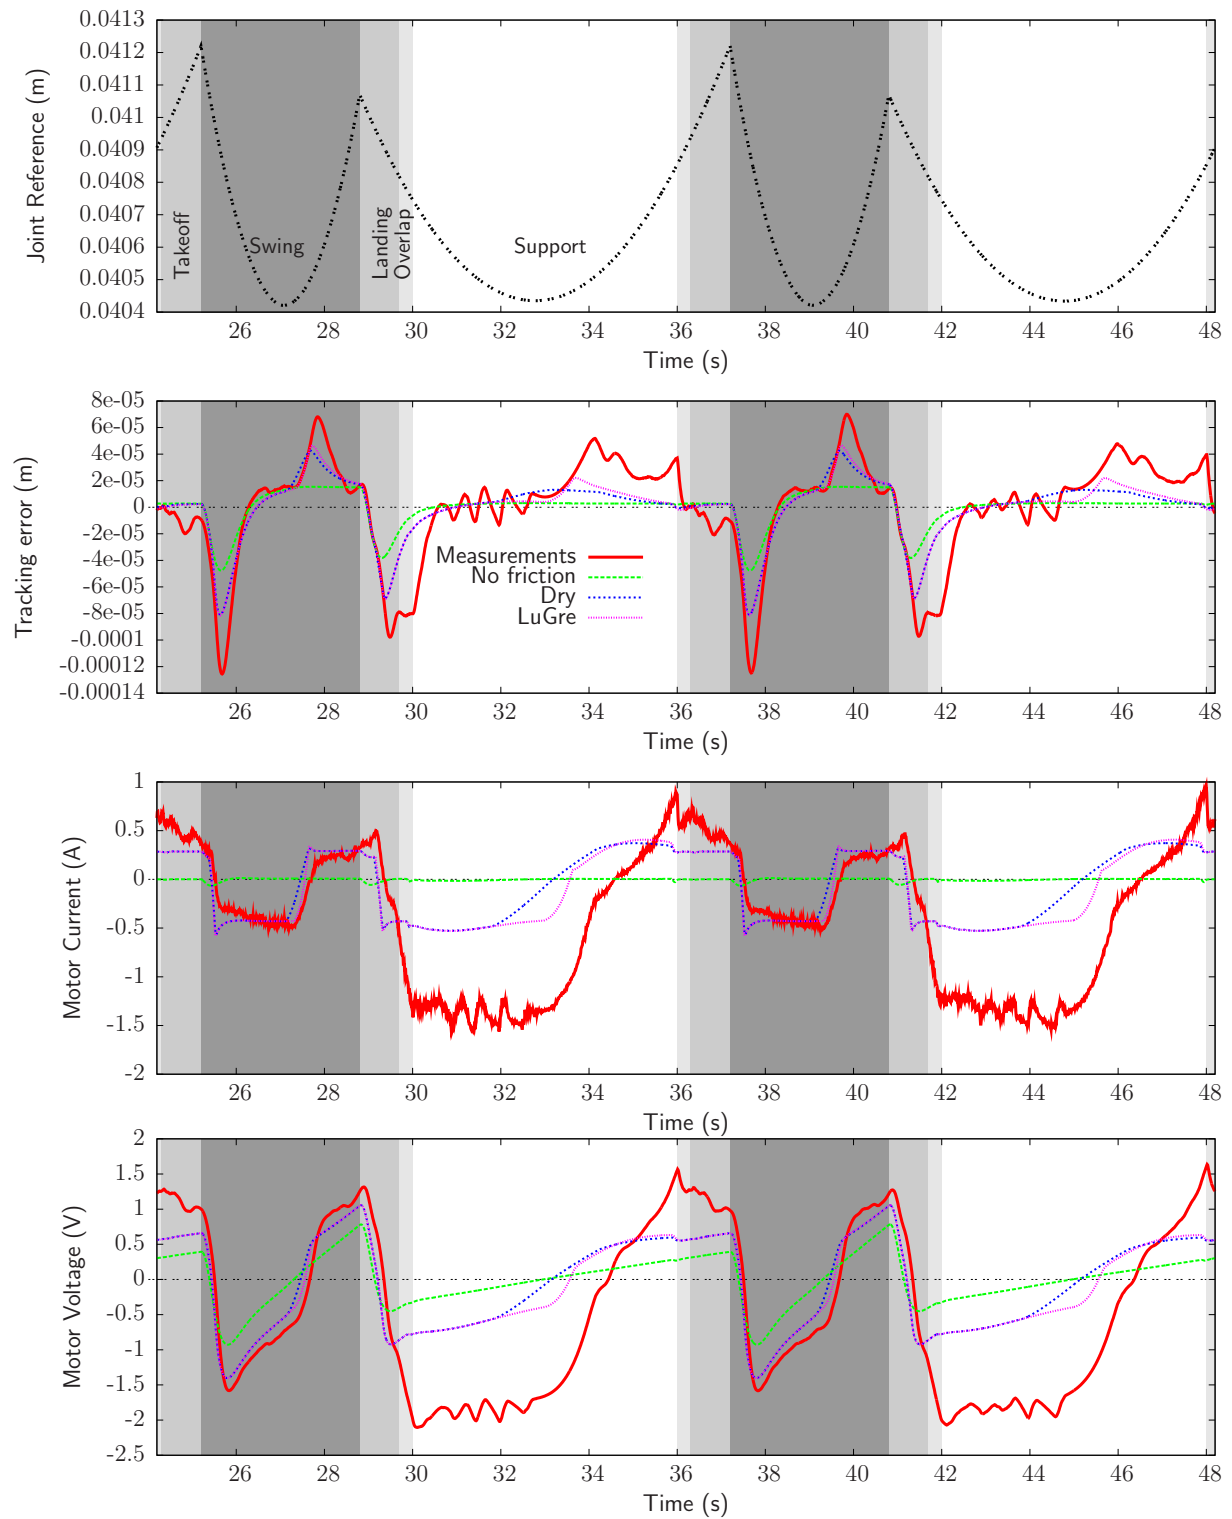 0.0413
0.0412
0.0411
0.041
0.0409
0.0408
0.0407
0.0406
0.0405
0.0404
Joint Reference (m)
Takeoff
Swing
Landing
Overlap
Support
26 28 30 32 34 36 38 40 42 44 46 48
Time (s)
8e-05
6e-05
4e-05
2e-05
0
-2e-05
-4e-05
-6e-05
-8e-05
-0.0001
-0.00012
-0.00014
Tracking error (m)
Measurements
No friction
Dry
LuGre
26 28 30 32 34 36 38 40 42 44 46 48
Time (s)
1
0.5
0
-0.5
-1
-1.5
-2
Motor Current (A)
26 28 30 32 34 36 38 40 42 44 46 48
Time (s)
2
1.5
1
0.5
0
-0.5
-1
-1.5
-2
-2.5
Motor Voltage (V)
26 28 30 32 34 36 38 40 42 44 46 48
Time (s)